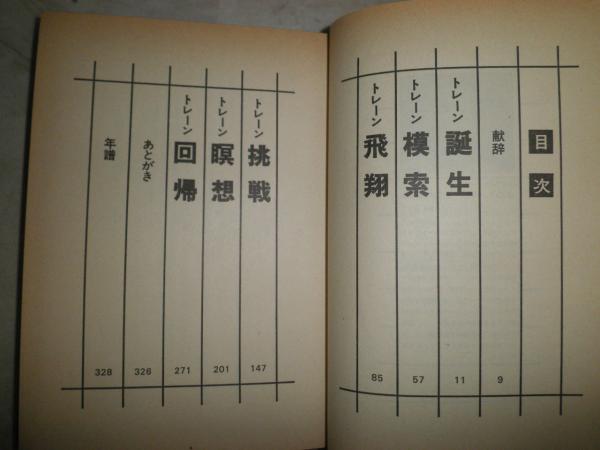 目次
献辞 9
トレーン誕生 11
トレーン模索 57
トレーン飛翔 85
トレーン挑戦 147
トレーン瞑想 201
トレーン回帰 271
あとがき 326
年譜 328